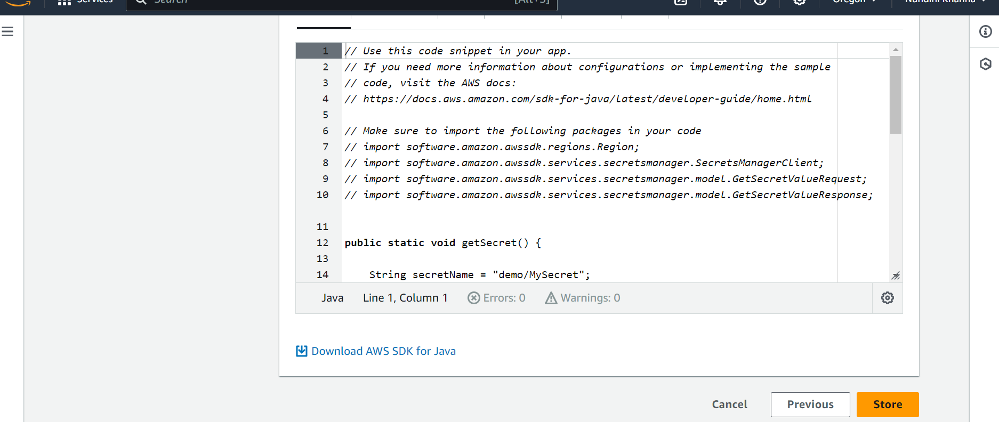 Services
Search
[Alt+S]
Oregon
1 // Use this code snippet in your app.
2 // If you need more information about configurations or implementing the sample
3 // code, visit the AWS docs:
4 // https://docs.aws.amazon.com/sdk-for-java/latest/developer-guide/home.html
5
6 // Make sure to import the following packages in your code
7 // import software.amazon.awssdk.regions.Region;
8 // import software.amazon.awssdk.services.secretsmanager.SecretsManagerClient;
9 // import software.amazon.awssdk.services.secretsmanager.model.GetSecretValueRequest;
10 // import software.amazon.awssdk.services.secretsmanager.model.GetSecretValueResponse;
11
12 public static void getSecret() {
13
14 String secretName = "demo/MySecret";
Java Line 1, Column 1 Errors: 0 Warnings: 0
Download AWS SDK for Java
Cancel Previous Store